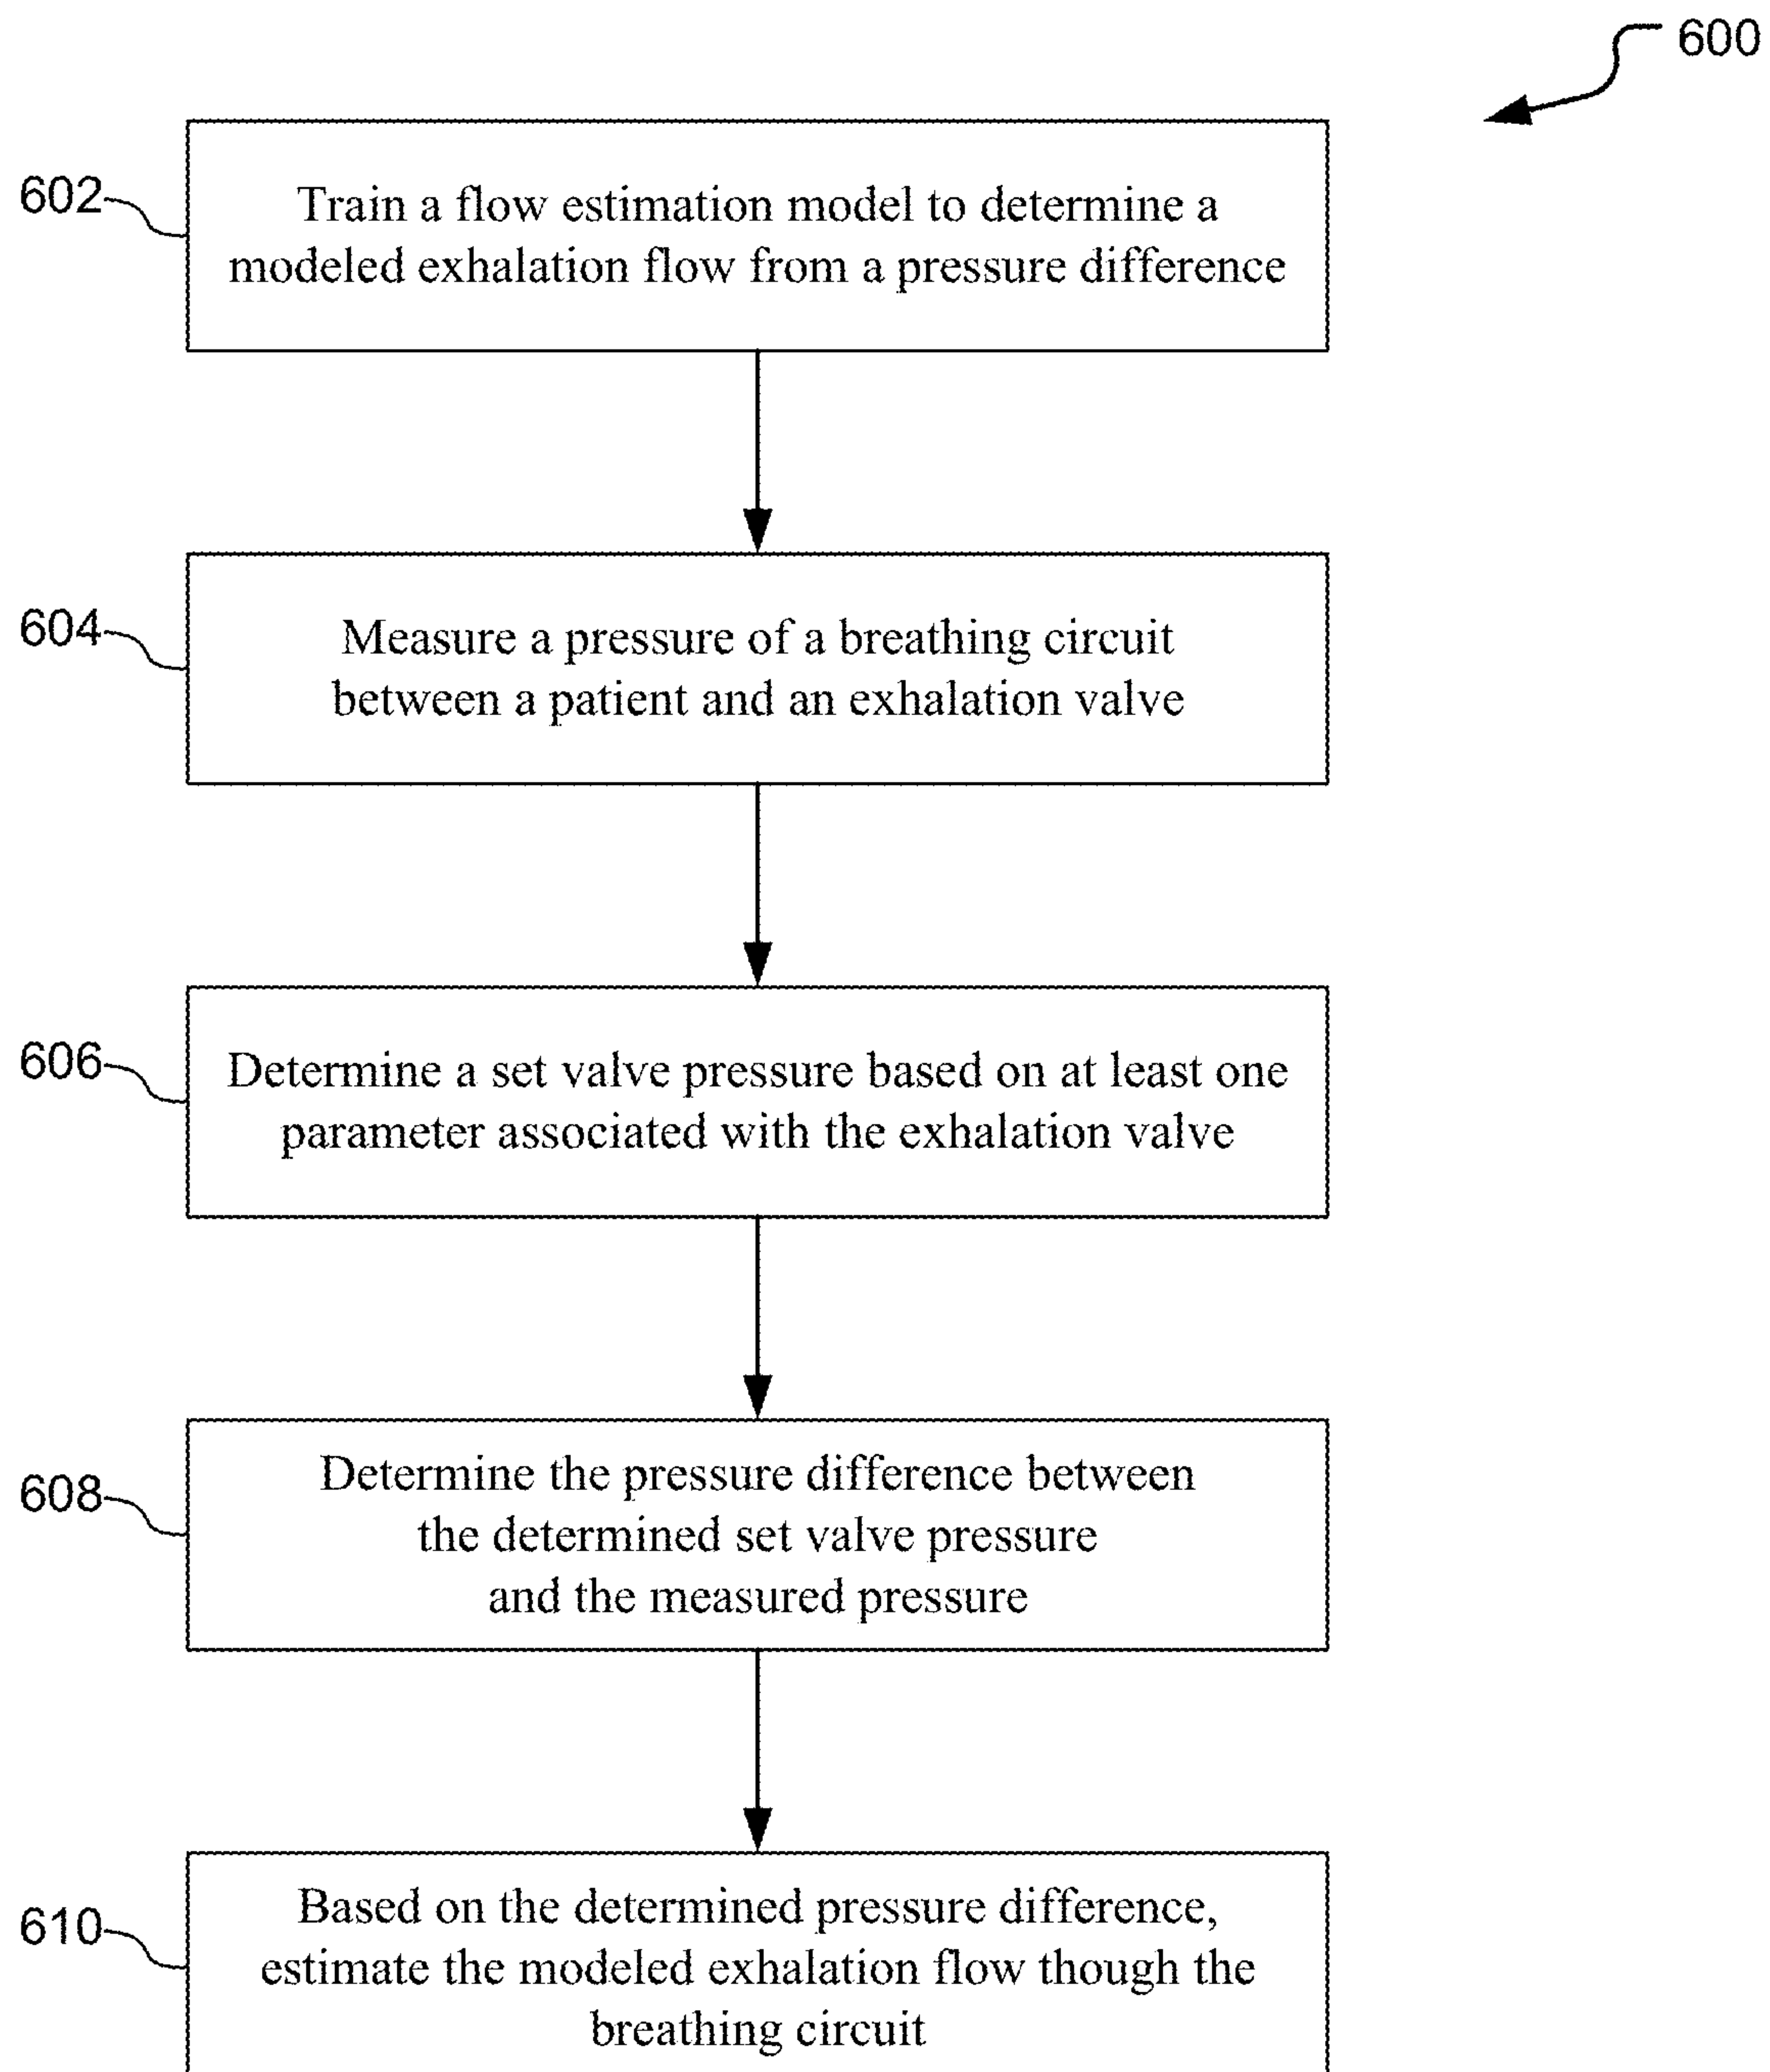 600
602
Train a flow estimation model to determine a
modeled exhalation flow from a pressure difference
604
Measure a pressure of a breathing circuit
between a patient and an exhalation valve
606
Determine a set valve pressure based on at least one
parameter associated with the exhalation valve
608
Determine the pressure difference between
the determined set valve pressure
and the measured pressure
610
Based on the determined pressure difference,
estimate the modeled exhalation flow though the
breathing circuit